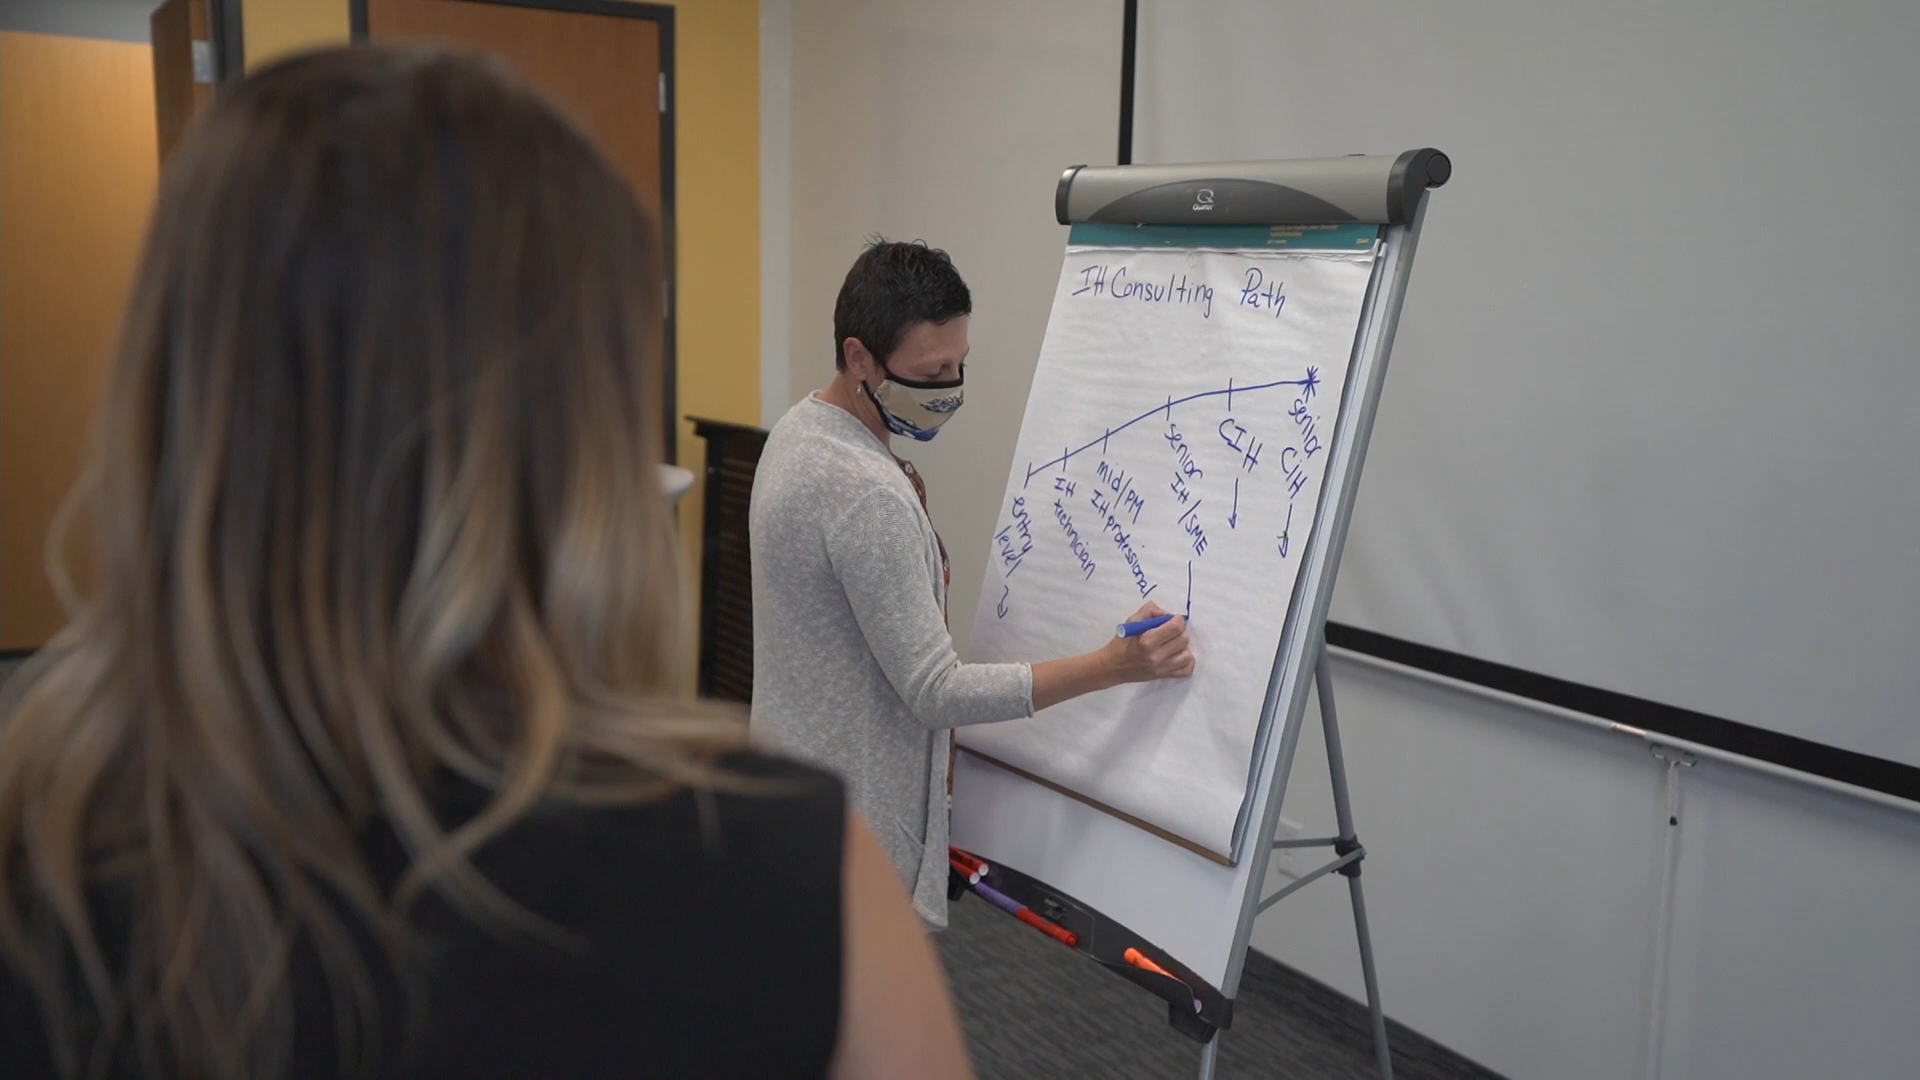 Quartet
IH Consulting Path
entry
level
IH
technician
mid/PM
IH professional
senior
IH/SME
CIH
senior
CIH